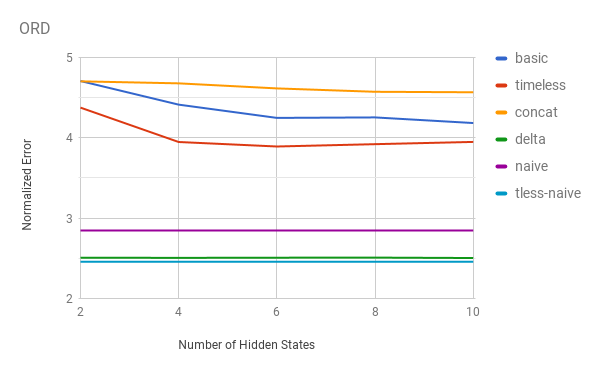 ORD
5
4
3
2
2 4 6 8 10
Normalized Error
Number of Hidden States
basic
timeless
concat
delta
naive
tless-naive